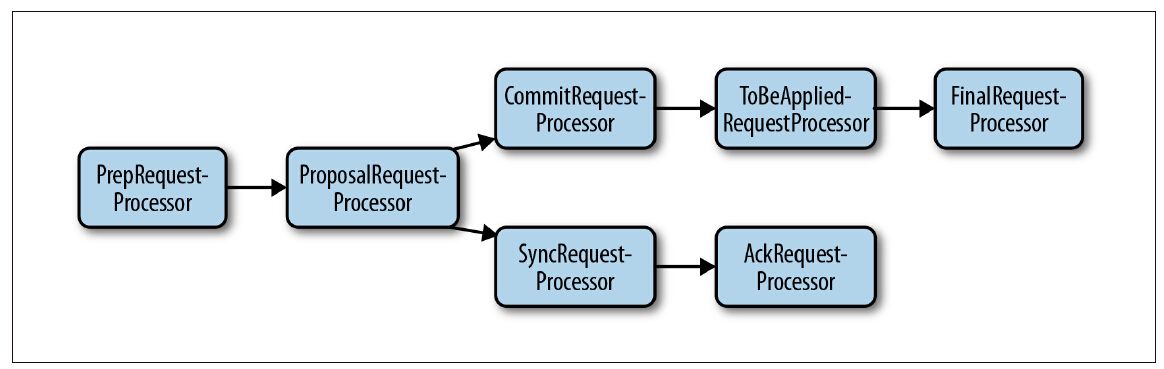 PrepRequest-
Processor
ProposalRequest-
Processor
CommitRequest-
Processor
ToBeApplied-
RequestProcessor
FinalRequest-
Processor
SyncRequest-
Processor
AckRequest-
Processor